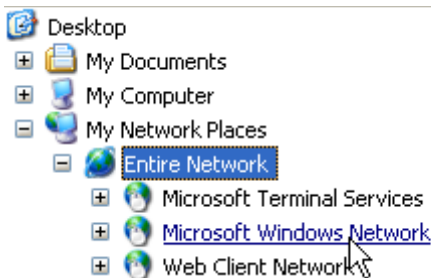 Desktop
My Documents
My Computer
My Network Places
Entire Network
Microsoft Terminal Services
Microsoft Windows Network
Web Client Network